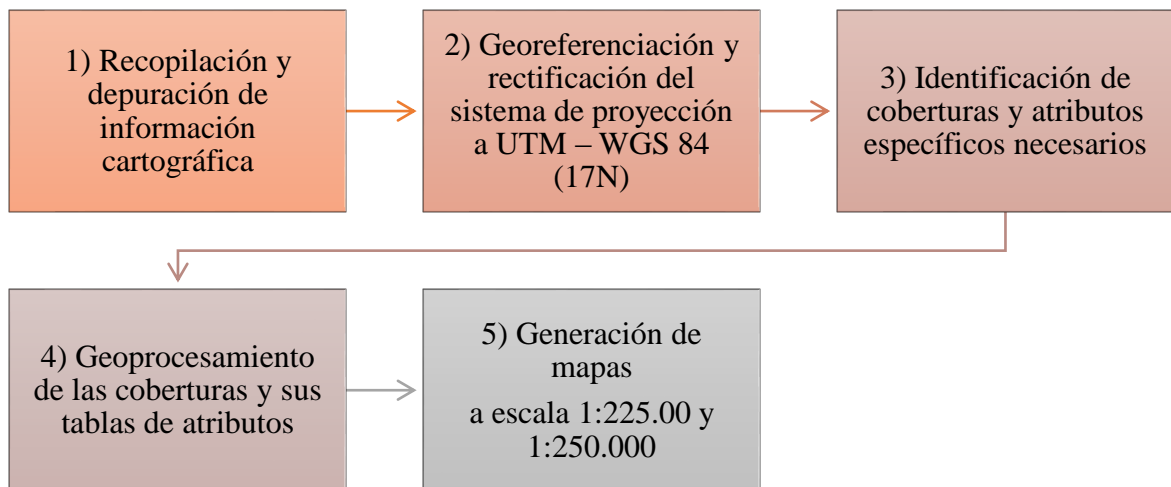 1) Recopilación y
depuración de
información
cartográfica
2) Georeferenciación y
rectificación del
sistema de proyección
a UTM – WGS 84
(17N)
3) Identificación de
coberturas y atributos
específicos necesarios
4) Geoprocesamiento
de las coberturas y sus
tablas de atributos
5) Generación de
mapas
a escala 1:225.00 y
1:250.000